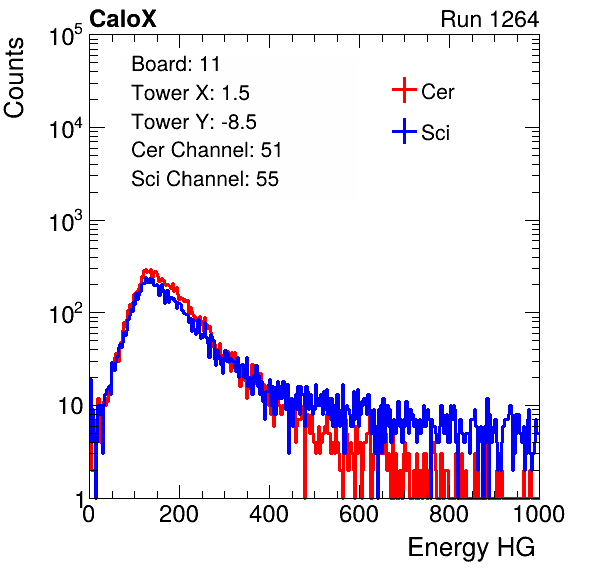 CaloX Run 1264
Counts
Board: 11
Tower X: 1.5
Tower Y: -8.5
Cer Channel: 51
Sci Channel: 55
Cer
Sci
10^5
10^4
10^3
10^2
10
1
0 200 400 600 800 1000
Energy HG